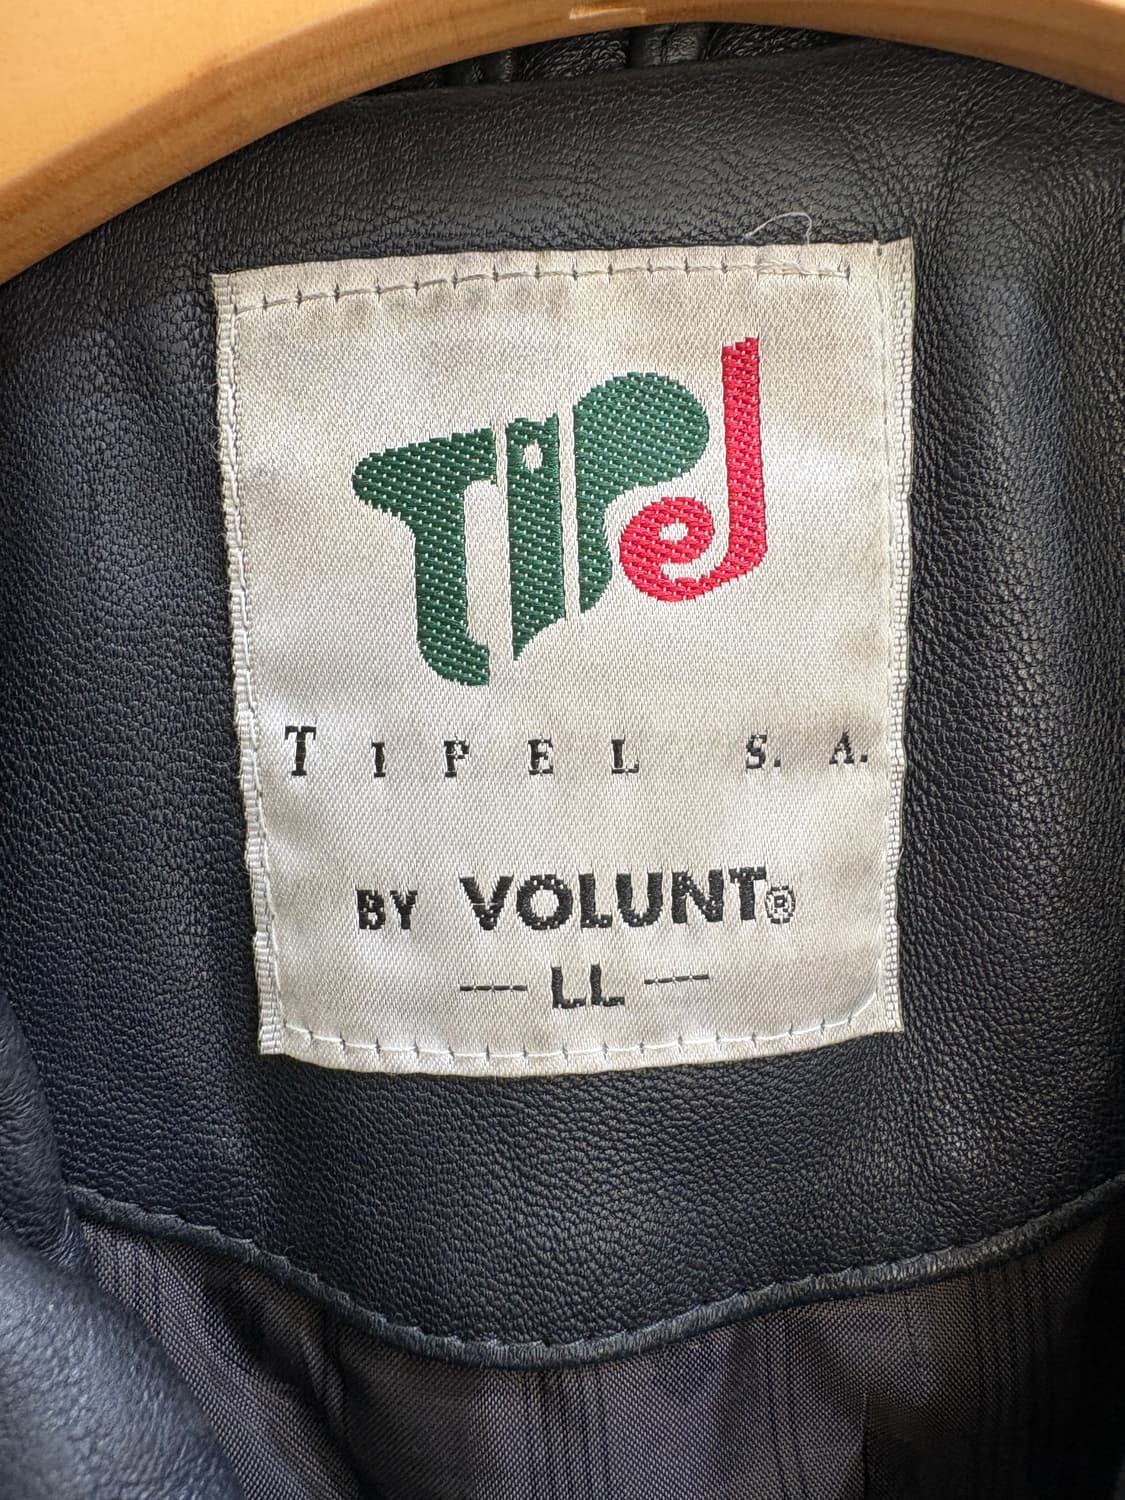 TIPeL
TIPEL S.A.
BY VOLUNT®
---- LL ----